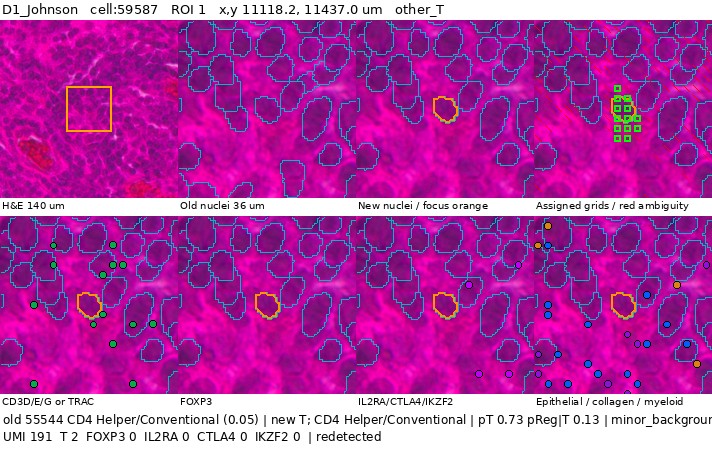 D1_Johnson cell:59587 ROI 1 x,y 11118.2, 11437.0 um other_T
H&E 140 um
Old nuclei 36 um
New nuclei / focus orange
Assigned grids / red ambiguity
CD3D/E/G or TRAC
FOXP3
IL2RA/CTLA4/IKZF2
Epithelial / collagen / myeloid
old 55544 CD4 Helper/Conventional (0.05) | new T; CD4 Helper/Conventional | pT 0.73 pReg|T 0.13 | minor_backgroun
UMI 191 T 2 FOXP3 0 IL2RA 0 CTLA4 0 IKZF2 0 | redetected